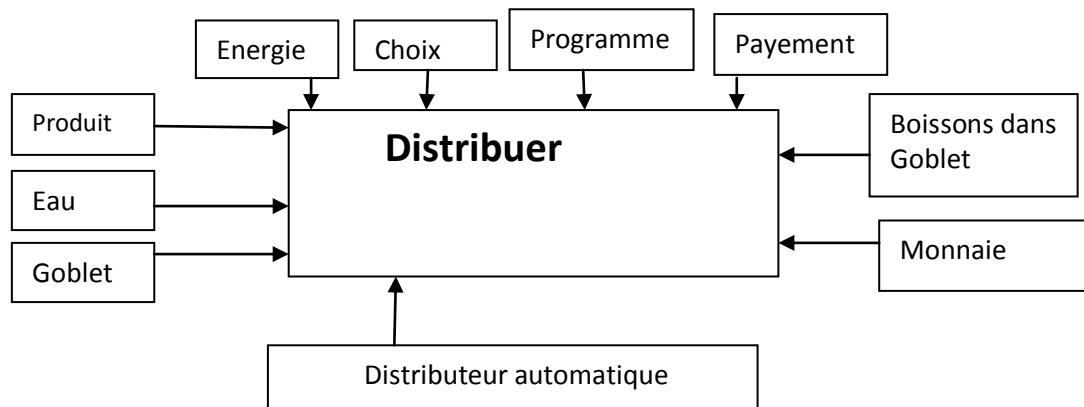 Energie
Choix
Programme
Payement
Produit
Distribuer
Boissons dans
Goblet
Eau
Goblet
Monnaie
Distributeur automatique